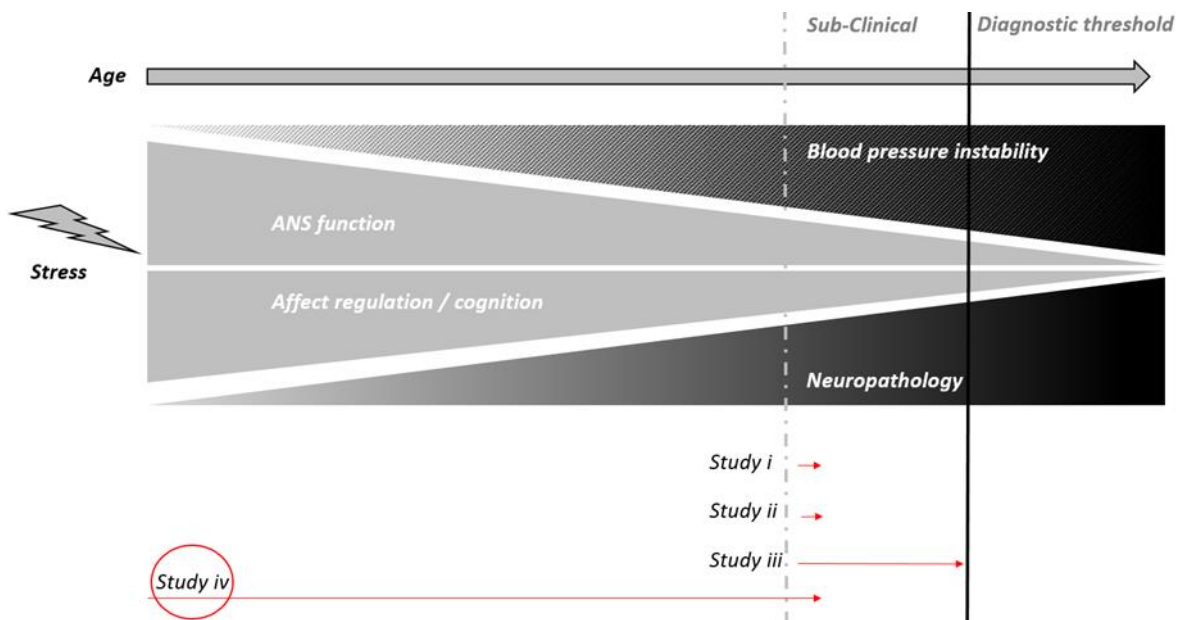 Sub-Clinical
Diagnostic threshold
Age
Blood pressure instability
ANS function
Stress
Affect regulation / cognition
Neuropathology
Study i
Study ii
Study iii
Study iv